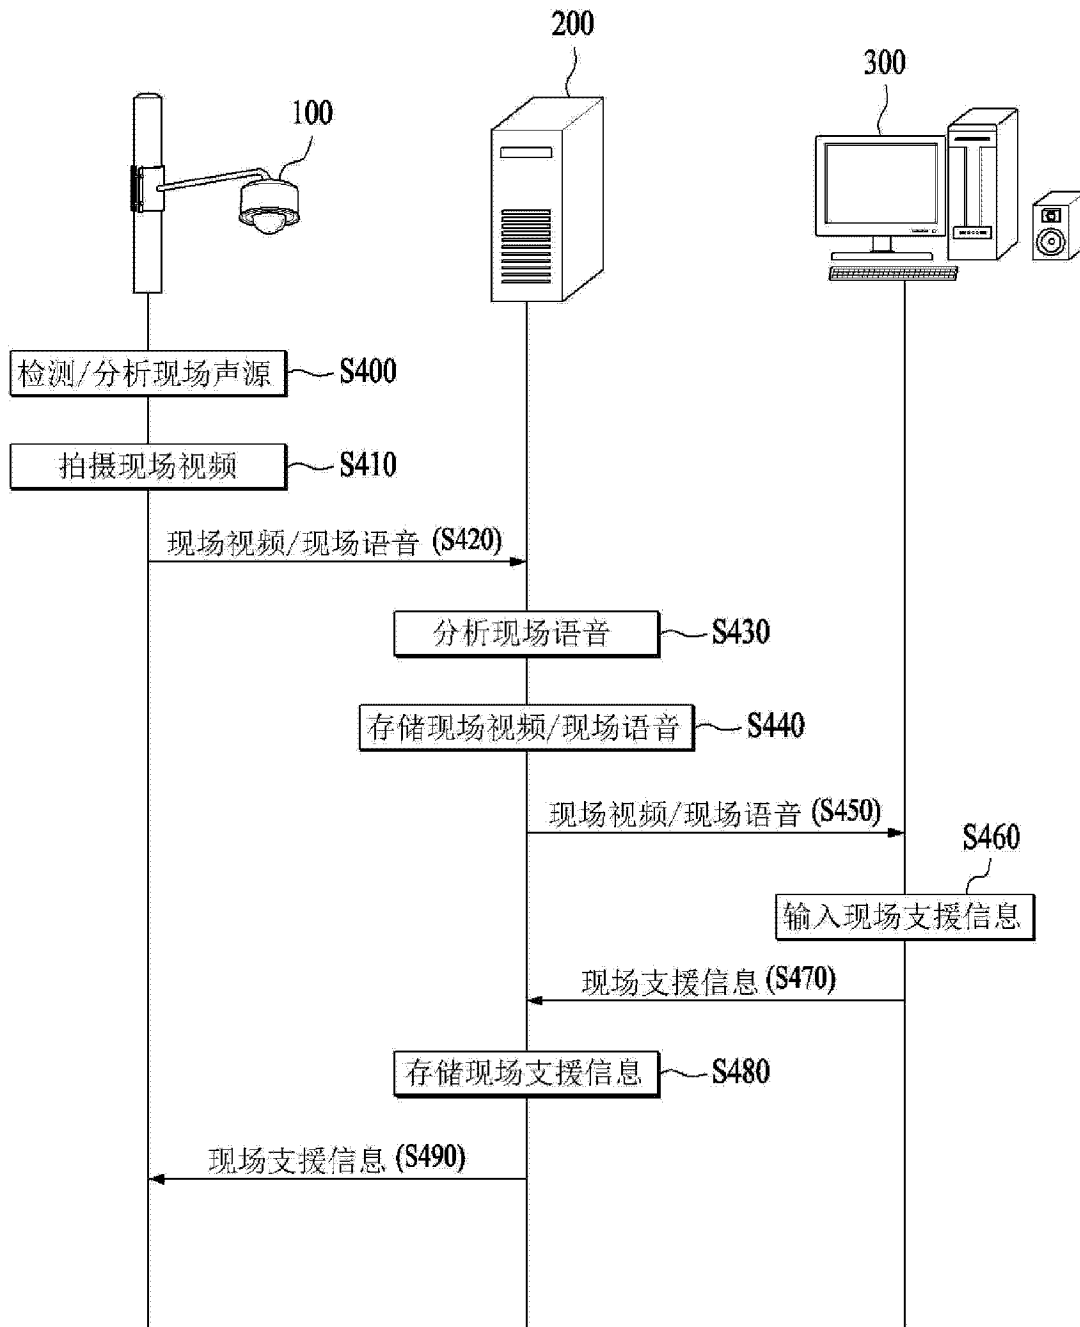 200
300
100
检测/分析现场声源
S400
拍摄现场视频
S410
现场视频/现场语音 (S420)
分析现场语音
S430
存储现场视频/现场语音
S440
现场视频/现场语音 (S450)
S460
输入现场支援信息
现场支援信息 (S470)
存储现场支援信息
S480
现场支援信息 (S490)